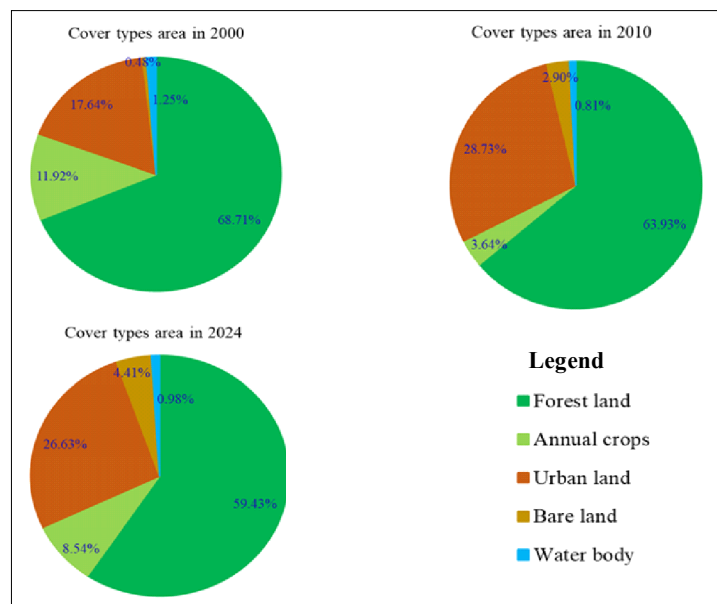 Cover types area in 2000
0.48%
1.25%
17.64%
11.92%
68.71%
Cover types area in 2010
2.90%
0.81%
28.73%
3.64%
63.93%
Cover types area in 2024
4.41%
0.98%
26.63%
8.54%
59.43%
Legend
Forest land
Annual crops
Urban land
Bare land
Water body